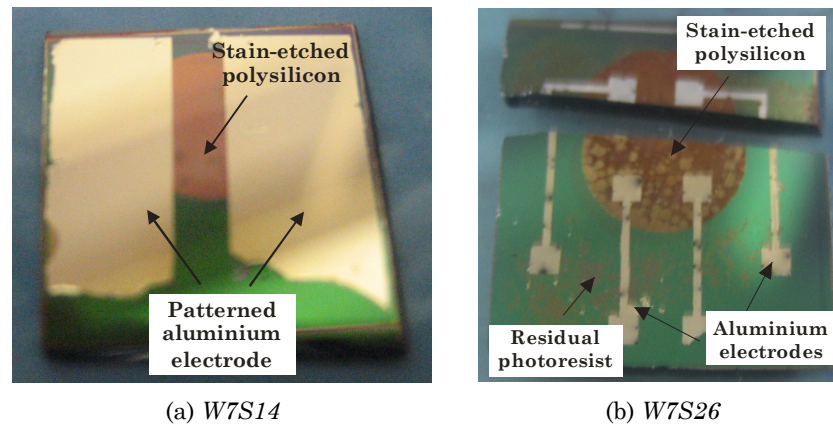 Stain-etched
polysilicon
Patterned
aluminium
electrode
(a) W7S14
Stain-etched
polysilicon
Residual
photoresist
Aluminium
electrodes
(b) W7S26